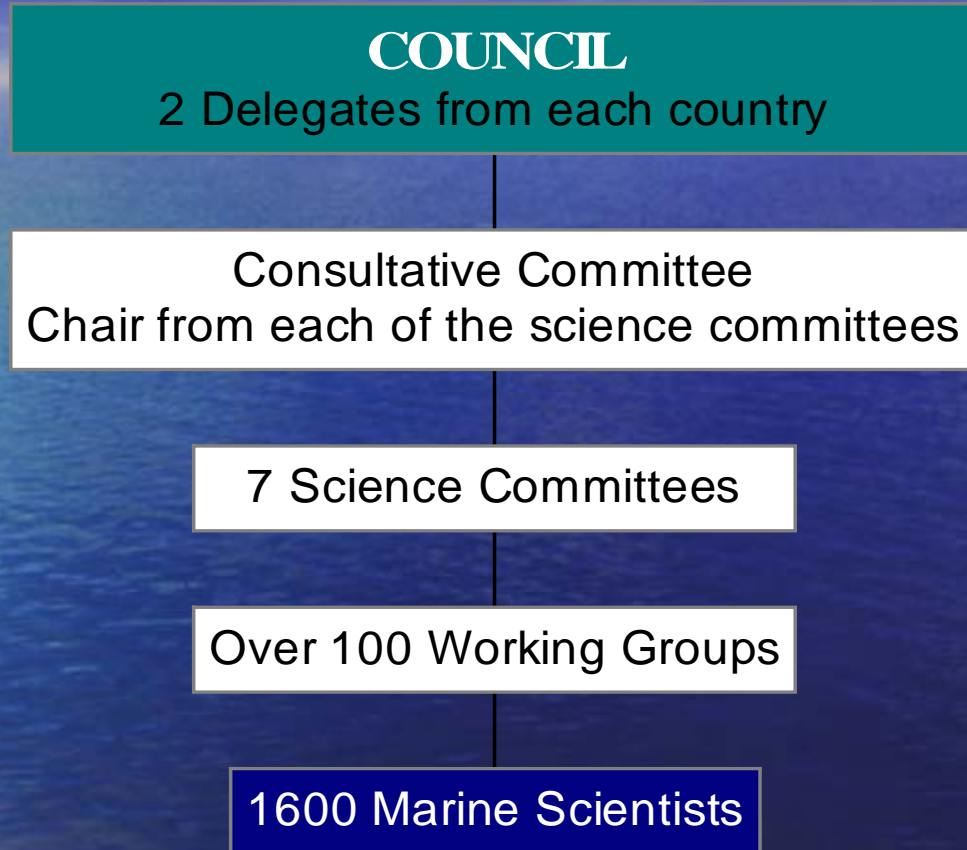 COUNCIL
2 Delegates from each country
Consultative Committee
Chair from each of the science committees
7 Science Committees
Over 100 Working Groups
1600 Marine Scientists